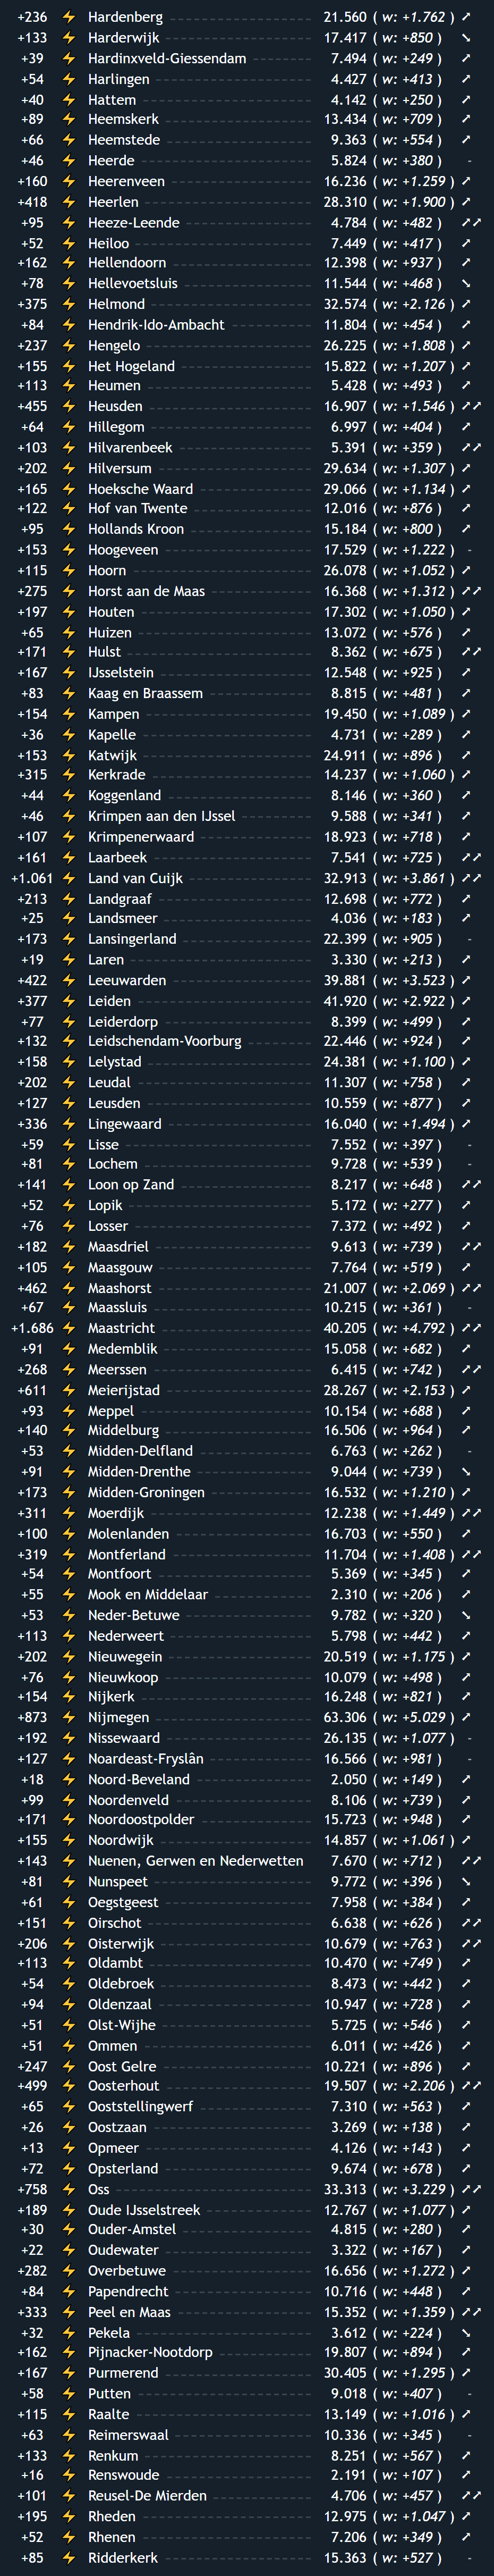 +236 ⚡ Hardenberg 21.560 ( w: +1.762 ) ➚
+133 ⚡ Harderwijk 17.417 ( w: +850 ) ➘
+39 ⚡ Hardinxveld-Giessendam 7.494 ( w: +249 ) ➚
+54 ⚡ Harlingen 4.427 ( w: +413 ) ➚
+40 ⚡ Hattem 4.142 ( w: +250 ) ➚
+89 ⚡ Heemskerk 13.434 ( w: +709 ) ➚
+66 ⚡ Heemstede 9.363 ( w: +554 ) ➚
+46 ⚡ Heerde 5.824 ( w: +380 ) -
+160 ⚡ Heerenveen 16.236 ( w: +1.259 ) ➚
+418 ⚡ Heerlen 28.310 ( w: +1.900 ) ➚
+95 ⚡ Heeze-Leende 4.784 ( w: +482 ) ➚➚
+52 ⚡ Heiloo 7.449 ( w: +417 ) ➚
+162 ⚡ Hellendoorn 12.398 ( w: +937 ) ➚
+78 ⚡ Hellevoetsluis 11.544 ( w: +468 ) ➘
+375 ⚡ Helmond 32.574 ( w: +2.126 ) ➚
+84 ⚡ Hendrik-Ido-Ambacht 11.804 ( w: +454 ) ➚
+237 ⚡ Hengelo 26.225 ( w: +1.808 ) ➚
+155 ⚡ Het Hogeland 15.822 ( w: +1.207 ) ➚
+113 ⚡ Heumen 5.428 ( w: +493 ) ➚
+455 ⚡ Heusden 16.907 ( w: +1.546 ) ➚➚
+64 ⚡ Hillegom 6.997 ( w: +404 ) ➚
+103 ⚡ Hilvarenbeek 5.391 ( w: +359 ) ➚➚
+202 ⚡ Hilversum 29.634 ( w: +1.307 ) ➚
+165 ⚡ Hoeksche Waard 29.066 ( w: +1.134 ) ➚
+122 ⚡ Hof van Twente 12.016 ( w: +876 ) ➚
+95 ⚡ Hollands Kroon 15.184 ( w: +800 ) ➚
+153 ⚡ Hoogeveen 17.529 ( w: +1.222 ) -
+115 ⚡ Hoorn 26.078 ( w: +1.052 ) ➚
+275 ⚡ Horst aan de Maas 16.368 ( w: +1.312 ) ➚➚
+197 ⚡ Houten 17.302 ( w: +1.050 ) ➚
+65 ⚡ Huizen 13.072 ( w: +576 ) ➚
+171 ⚡ Hulst 8.362 ( w: +675 ) ➚➚
+167 ⚡ IJsselstein 12.548 ( w: +925 ) ➚
+83 ⚡ Kaag en Braassem 8.815 ( w: +481 ) ➚
+154 ⚡ Kampen 19.450 ( w: +1.089 ) ➚
+36 ⚡ Kapelle 4.731 ( w: +289 ) ➚
+153 ⚡ Katwijk 24.911 ( w: +896 ) ➚
+315 ⚡ Kerkrade 14.237 ( w: +1.060 ) ➚
+44 ⚡ Koggenland 8.146 ( w: +360 ) ➚
+46 ⚡ Krimpen aan den IJssel 9.588 ( w: +341 ) ➚
+107 ⚡ Krimpenerwaard 18.923 ( w: +718 ) ➚
+161 ⚡ Laarbeek 7.541 ( w: +725 ) ➚➚
+1.061 ⚡ Land van Cuijk 32.913 ( w: +3.861 ) ➚➚
+213 ⚡ Landgraaf 12.698 ( w: +772 ) ➚
+25 ⚡ Landsmeer 4.036 ( w: +183 ) ➚
+173 ⚡ Lansingerland 22.399 ( w: +905 ) -
+19 ⚡ Laren 3.330 ( w: +213 ) ➚
+422 ⚡ Leeuwarden 39.881 ( w: +3.523 ) ➚
+377 ⚡ Leiden 41.920 ( w: +2.922 ) ➚
+77 ⚡ Leiderdorp 8.399 ( w: +499 ) ➚
+132 ⚡ Leidschendam-Voorburg 22.446 ( w: +924 ) ➚
+158 ⚡ Lelystad 24.381 ( w: +1.100 ) ➚
+202 ⚡ Leudal 11.307 ( w: +758 ) ➚
+127 ⚡ Leusden 10.559 ( w: +877 ) ➚
+336 ⚡ Lingewaard 16.040 ( w: +1.494 ) ➚
+59 ⚡ Lisse 7.552 ( w: +397 ) -
+81 ⚡ Lochem 9.728 ( w: +539 ) -
+141 ⚡ Loon op Zand 8.217 ( w: +648 ) ➚➚
+52 ⚡ Lopik 5.172 ( w: +277 ) ➚
+76 ⚡ Losser 7.372 ( w: +492 ) ➚
+182 ⚡ Maasdriel 9.613 ( w: +739 ) ➚➚
+105 ⚡ Maasgouw 7.764 ( w: +519 ) ➚
+462 ⚡ Maashorst 21.007 ( w: +2.069 ) ➚➚
+67 ⚡ Maassluis 10.215 ( w: +361 ) -
+1.686 ⚡ Maastricht 40.205 ( w: +4.792 ) ➚➚
+91 ⚡ Medemblik 15.058 ( w: +682 ) ➚
+268 ⚡ Meerssen 6.415 ( w: +742 ) ➚➚
+611 ⚡ Meierijstad 28.267 ( w: +2.153 ) ➚
+93 ⚡ Meppel 10.154 ( w: +688 ) ➚
+140 ⚡ Middelburg 16.506 ( w: +964 ) ➚
+53 ⚡ Midden-Delfland 6.763 ( w: +262 ) -
+91 ⚡ Midden-Drenthe 9.044 ( w: +739 ) ➘
+173 ⚡ Midden-Groningen 16.532 ( w: +1.210 ) ➚
+311 ⚡ Moerdijk 12.238 ( w: +1.449 ) ➚➚
+100 ⚡ Molenlanden 16.703 ( w: +550 ) ➚
+319 ⚡ Montferland 11.704 ( w: +1.408 ) ➚➚
+54 ⚡ Montfoort 5.369 ( w: +345 ) ➚
+55 ⚡ Mook en Middelaar 2.310 ( w: +206 ) ➚
+53 ⚡ Neder-Betuwe 9.782 ( w: +320 ) ➘
+113 ⚡ Nederweert 5.798 ( w: +442 ) ➚
+202 ⚡ Nieuwegein 20.519 ( w: +1.175 ) ➚
+76 ⚡ Nieuwkoop 10.079 ( w: +498 ) ➚
+154 ⚡ Nijkerk 16.248 ( w: +821 ) ➚
+873 ⚡ Nijmegen 63.306 ( w: +5.029 ) ➚
+192 ⚡ Nissewaard 26.135 ( w: +1.077 ) -
+127 ⚡ Noardeast-Fryslân 16.566 ( w: +981 ) -
+18 ⚡ Noord-Beveland 2.050 ( w: +149 ) ➚
+99 ⚡ Noordenveld 8.106 ( w: +739 ) ➚
+171 ⚡ Noordoostpolder 15.723 ( w: +948 ) ➚
+155 ⚡ Noordwijk 14.857 ( w: +1.061 ) ➚
+143 ⚡ Nuenen, Gerwen en Nederwetten 7.670 ( w: +712 ) ➚➚
+81 ⚡ Nunspeet 9.772 ( w: +396 ) ➘
+61 ⚡ Oegstgeest 7.958 ( w: +384 ) ➚
+151 ⚡ Oirschot 6.638 ( w: +626 ) ➚➚
+206 ⚡ Oisterwijk 10.679 ( w: +763 ) ➚➚
+113 ⚡ Oldambt 10.470 ( w: +749 ) ➚
+54 ⚡ Oldebroek 8.473 ( w: +442 ) ➚
+94 ⚡ Oldenzaal 10.947 ( w: +728 ) ➚
+51 ⚡ Olst-Wijhe 5.725 ( w: +546 ) ➚
+51 ⚡ Ommen 6.011 ( w: +426 ) ➚
+247 ⚡ Oost Gelre 10.221 ( w: +896 ) ➚
+499 ⚡ Oosterhout 19.507 ( w: +2.206 ) ➚➚
+65 ⚡ Ooststellingwerf 7.310 ( w: +563 ) ➚
+26 ⚡ Oostzaan 3.269 ( w: +138 ) ➚
+13 ⚡ Opmeer 4.126 ( w: +143 ) ➚
+72 ⚡ Opsterland 9.674 ( w: +678 ) ➚
+758 ⚡ Oss 33.313 ( w: +3.229 ) ➚➚
+189 ⚡ Oude IJsselstreek 12.767 ( w: +1.077 ) ➚
+30 ⚡ Ouder-Amstel 4.815 ( w: +280 ) ➚
+22 ⚡ Oudewater 3.322 ( w: +167 ) ➚
+282 ⚡ Overbetuwe 16.656 ( w: +1.272 ) ➚
+84 ⚡ Papendrecht 10.716 ( w: +448 ) ➚
+333 ⚡ Peel en Maas 15.352 ( w: +1.359 ) ➚➚
+32 ⚡ Pekela 3.612 ( w: +224 ) ➘
+162 ⚡ Pijnacker-Nootdorp 19.807 ( w: +894 ) ➚
+167 ⚡ Purmerend 30.405 ( w: +1.295 ) ➚
+58 ⚡ Putten 9.018 ( w: +407 ) -
+115 ⚡ Raalte 13.149 ( w: +1.016 ) ➚
+63 ⚡ Reimerswaal 10.336 ( w: +345 ) -
+133 ⚡ Renkum 8.251 ( w: +567 ) ➚
+16 ⚡ Renswoude 2.191 ( w: +107 ) ➚
+101 ⚡ Reusel-De Mierden 4.706 ( w: +457 ) ➚➚
+195 ⚡ Rheden 12.975 ( w: +1.047 ) ➚
+52 ⚡ Rhenen 7.206 ( w: +349 ) ➚
+85 ⚡ Ridderkerk 15.363 ( w: +527 ) -